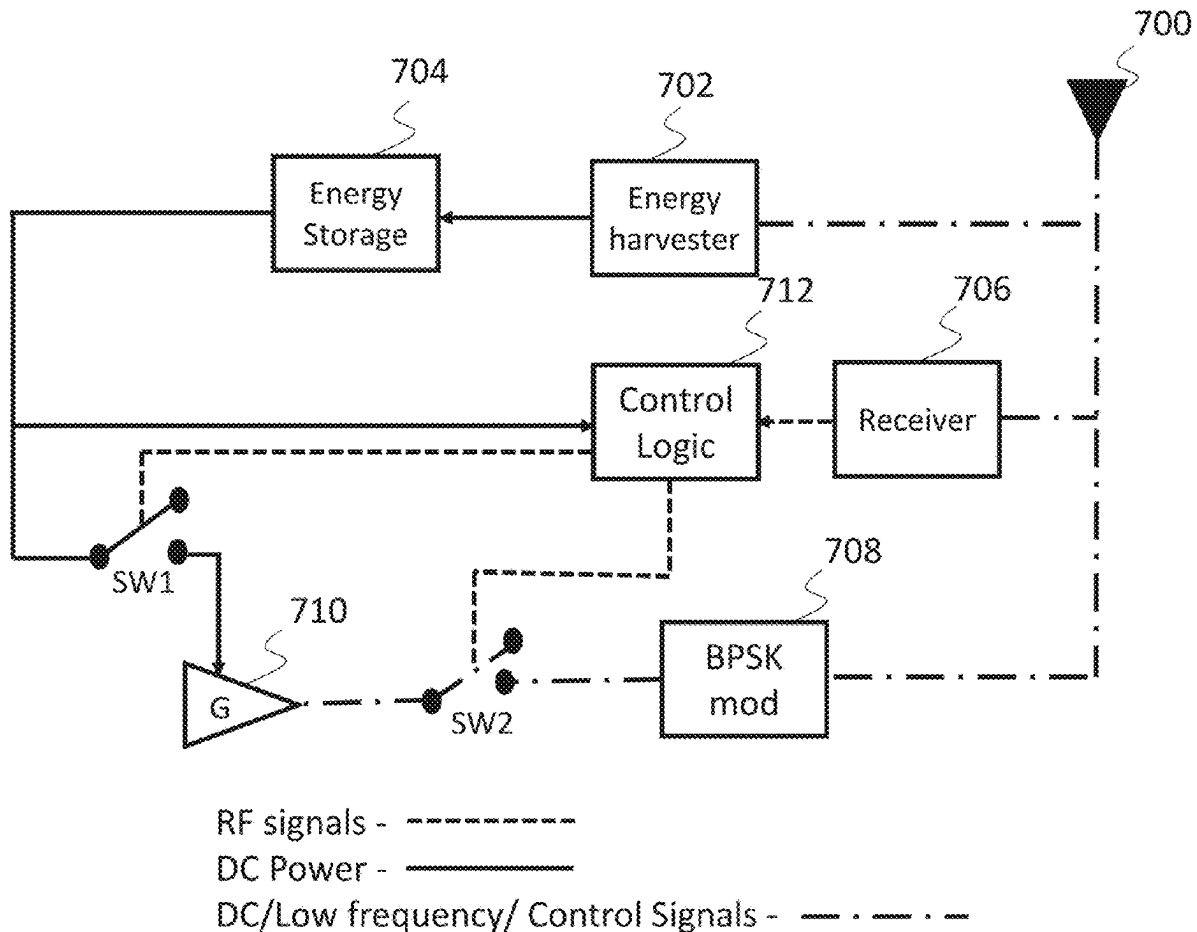 700
704
702
Energy
Storage
Energy
harvester
712
706
Control
Logic
Receiver
SW1
710
708
G
SW2
BPSK
mod
RF signals -
DC Power -
DC/Low frequency/ Control Signals -